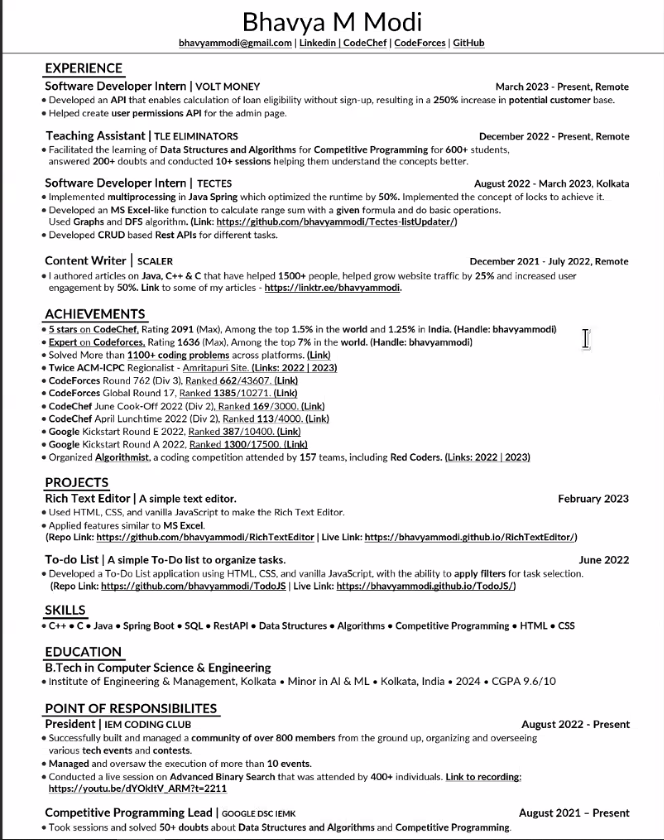 Bhavya M Modi
bhavyammodi@gmail.com | Linkedin | CodeChef | CodeForces | GitHub
EXPERIENCE
Software Developer Intern | VOLT MONEY March 2023 - Present, Remote
• Developed an API that enables calculation of loan eligibility without sign-up, resulting in a 250% increase in potential customer base.
• Helped create user permissions API for the admin page.
Teaching Assistant | TLE ELIMINATORS December 2022 - Present, Remote
• Facilitated the learning of Data Structures and Algorithms for Competitive Programming for 600+ students,
answered 200+ doubts and conducted 10+ sessions helping them understand the concepts better.
Software Developer Intern | TECTES August 2022 - March 2023, Kolkata
• Implemented multiprocessing in Java Spring which optimized the runtime by 50%. Implemented the concept of locks to achieve it.
• Developed an MS Excel-like function to calculate range sum with a given formula and do basic operations.
Used Graphs and DFS algorithm. (Link: https://github.com/bhavyammodi/Tectes-listUpdater/)
• Developed CRUD based Rest APIs for different tasks.
Content Writer | SCALER December 2021 - July 2022, Remote
• I authored articles on Java, C++ & C that have helped 1500+ people, helped grow website traffic by 25% and increased user
engagement by 50%. Link to some of my articles - https://linktr.ee/bhavyammodi.
ACHIEVEMENTS
• 5 stars on CodeChef, Rating 2091 (Max), Among the top 1.5% in the world and 1.25% in India. (Handle: bhavyammodi)
• Expert on Codeforces, Rating 1636 (Max), Among the top 7% in the world. (Handle: bhavyammodi)
• Solved More than 1100+ coding problems across platforms. (Link)
• Twice ACM-ICPC Regionalist - Amritapuri Site. (Links: 2022 | 2023)
• CodeForces Round 762 (Div 3), Ranked 662/43607. (Link)
• CodeForces Global Round 17, Ranked 1385/10271. (Link)
• CodeChef June Cook-Off 2022 (Div 2), Ranked 169/3000. (Link)
• CodeChef April Lunchtime 2022 (Div 2), Ranked 113/4000. (Link)
• Google Kickstart Round E 2022, Ranked 387/10400. (Link)
• Google Kickstart Round A 2022, Ranked 1300/17500. (Link)
• Organized Algorithmist, a coding competition attended by 157 teams, including Red Coders. (Links: 2022 | 2023)
PROJECTS
Rich Text Editor | A simple text editor. February 2023
• Used HTML, CSS, and vanilla JavaScript to make the Rich Text Editor.
• Applied features similar to MS Excel.
(Repo Link: https://github.com/bhavyammodi/RichTextEditor | Live Link: https://bhavyammodi.github.io/RichTextEditor/)
To-do List | A simple To-Do list to organize tasks. June 2022
• Developed a To-Do List application using HTML, CSS, and vanilla JavaScript, with the ability to apply filters for task selection.
(Repo Link: https://github.com/bhavyammodi/TodoJS | Live Link: https://bhavyammodi.github.io/TodoJS/)
SKILLS
• C++ • C • Java • Spring Boot • SQL • RestAPI • Data Structures • Algorithms • Competitive Programming • HTML • CSS
EDUCATION
B.Tech in Computer Science & Engineering
• Institute of Engineering & Management, Kolkata • Minor in AI & ML • Kolkata, India • 2024 • CGPA 9.6/10
POINT OF RESPONSIBILITES
President | IEM CODING CLUB August 2022 - Present
• Successfully built and managed a community of over 800 members from the ground up, organizing and overseeing
various tech events and contests.
• Managed and oversaw the execution of more than 10 events.
• Conducted a live session on Advanced Binary Search that was attended by 400+ individuals. Link to recording:
https://youtu.be/dYOkItV_ARM?t=2211
Competitive Programming Lead | GOOGLE DSC IEMK August 2021 – Present
• Took sessions and solved 50+ doubts about Data Structures and Algorithms and Competitive Programming.